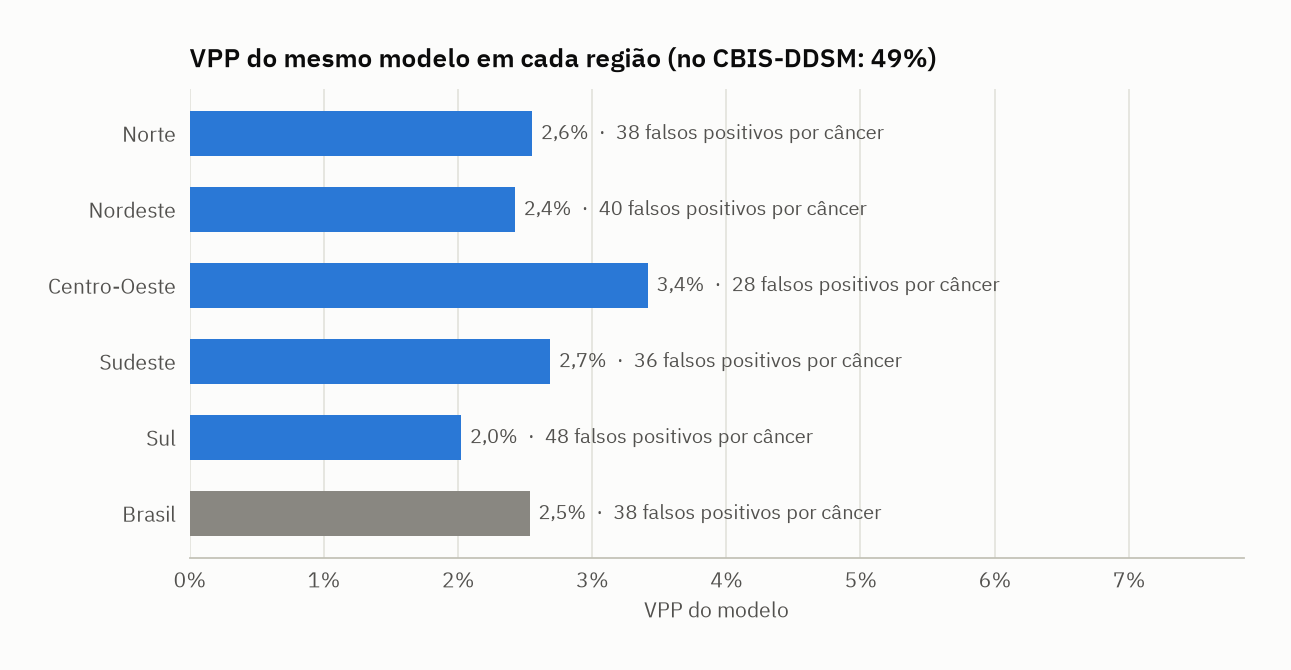 VPP do mesmo modelo em cada região (no CBIS-DDSM: 49%)
Norte 2,6% · 38 falsos positivos por câncer
Nordeste 2,4% · 40 falsos positivos por câncer
Centro-Oeste 3,4% · 28 falsos positivos por câncer
Sudeste 2,7% · 36 falsos positivos por câncer
Sul 2,0% · 48 falsos positivos por câncer
Brasil 2,5% · 38 falsos positivos por câncer
0% 1% 2% 3% 4% 5% 6% 7%
VPP do modelo